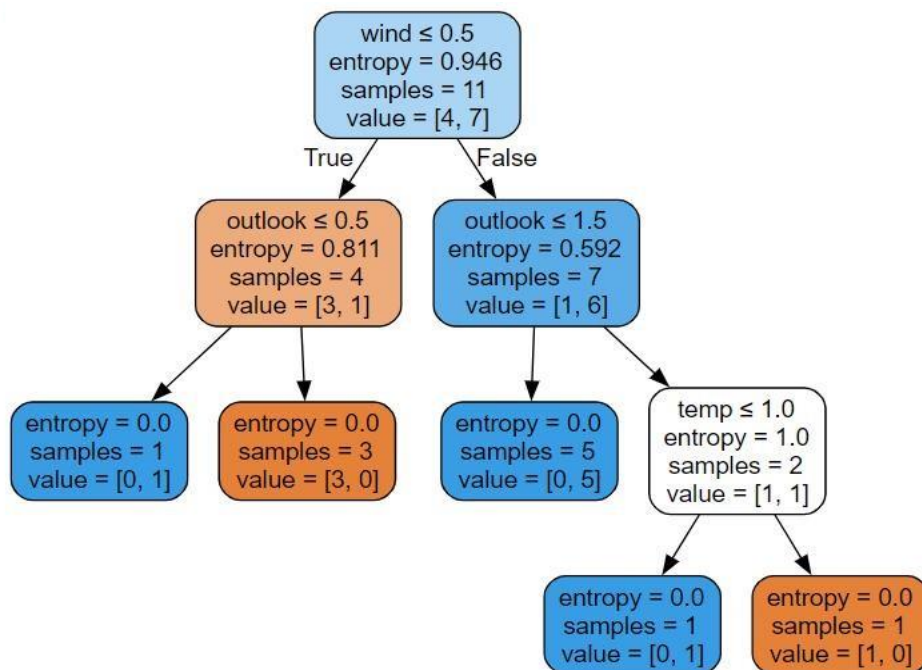 wind ≤ 0.5
entropy = 0.946
samples = 11
value = [4, 7]
True
False
outlook ≤ 0.5
entropy = 0.811
samples = 4
value = [3, 1]
outlook ≤ 1.5
entropy = 0.592
samples = 7
value = [1, 6]
entropy = 0.0
samples = 1
value = [0, 1]
entropy = 0.0
samples = 3
value = [3, 0]
entropy = 0.0
samples = 5
value = [0, 5]
temp ≤ 1.0
entropy = 1.0
samples = 2
value = [1, 1]
entropy = 0.0
samples = 1
value = [0, 1]
entropy = 0.0
samples = 1
value = [1, 0]